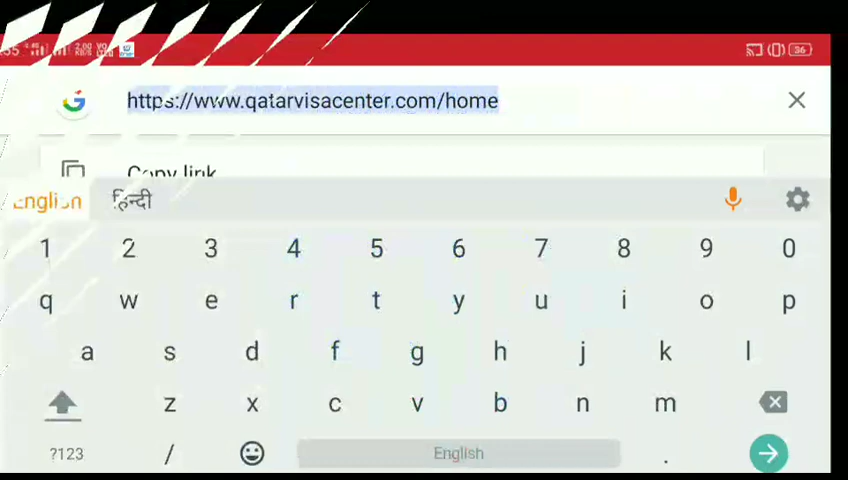 https://www.qatarvisacenter.com/home
Copy link
English हिन्दी
1 2 3 4 5 6 7 8 9 0
q w e r t y u i o p
a s d f g h j k l
z x c v b n m
?123 / English .